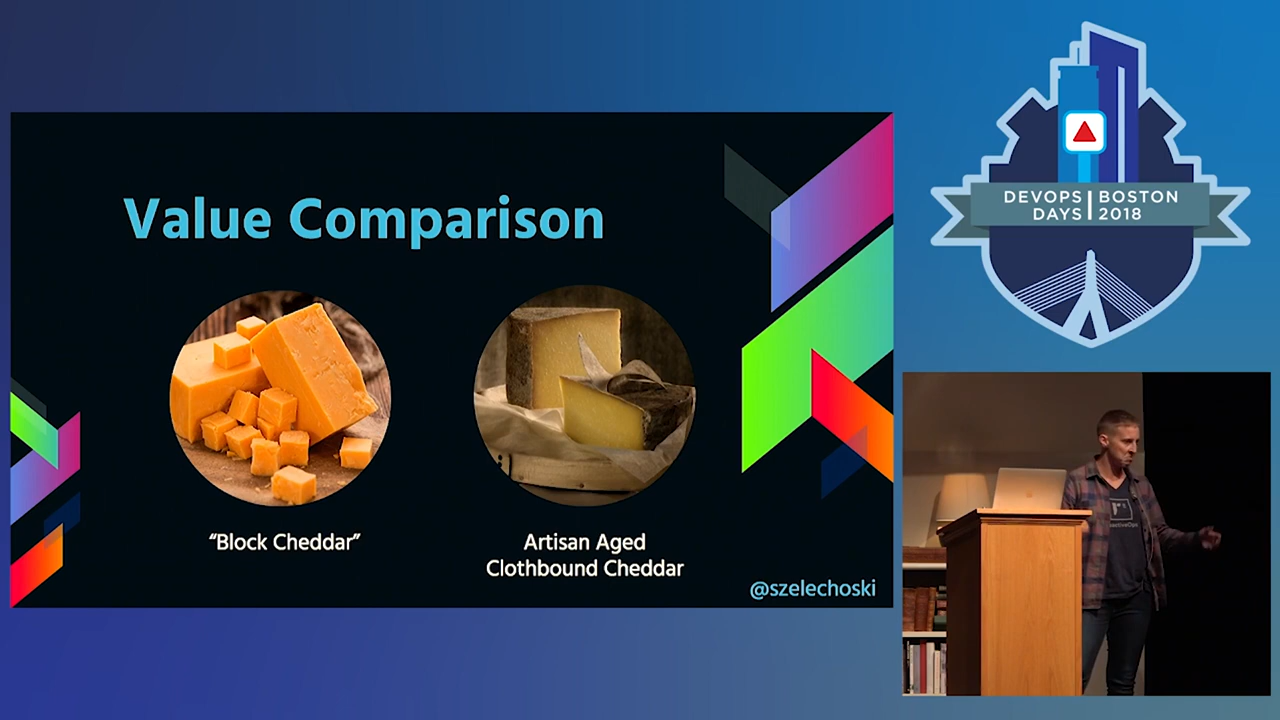 Value Comparison
“Block Cheddar”
Artisan Aged
Clothbound Cheddar
@szelechoski
DEVOPS DAYS
BOSTON 2018